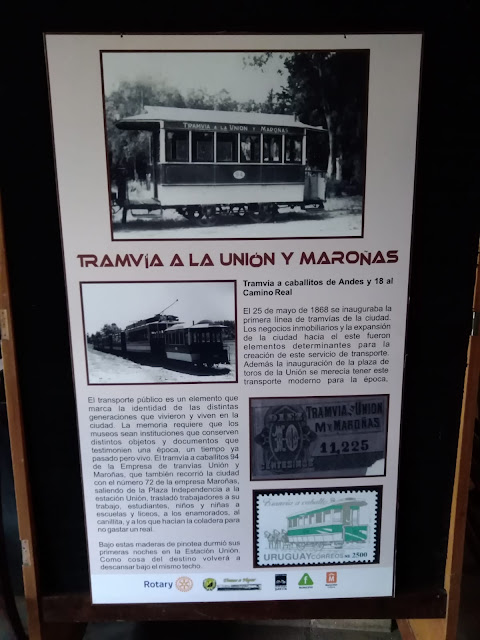 TRAMVIA A LA UNIÓN Y MAROÑAS
TRAMVÍA A LA UNIÓN Y MAROÑAS
Tramvia a caballitos de Andes y 18 al
Camino Real
El 25 de mayo de 1868 se inauguraba la
primera línea de tramvías de la ciudad.
Los negocios inmobiliarios y la expansión
de la ciudad hacia el este fueron
elementos determinantes para la
creación de este servicio de transporte.
Además la inauguración de la plaza de
toros de la Unión se merecía tener este
transporte moderno para la época.
El transporte público es un elemento que
marca la identidad de las distintas
generaciones que vivieron y viven en la
ciudad. La memoria requiere que los
museos sean instituciones que conserven
distintos objetos y documentos que
testimonien una época, un tiempo ya
pasado pero vivo. El tramvía a caballitos 94
de la Empresa de tranvías Unión y
Maroñas, que también recorrió la ciudad
con el número 72 de la empresa Maroñas,
saliendo de la Plaza Independencia a la
estación Unión, trasladó trabajadores a su
trabajo, estudiantes, niños y niñas a
escuelas y liceos, a los enamorados, al
canillita, y a los que hacían la coladera para
no gastar un real.
Bajo estas maderas de pinotea durmió sus
primeras noches en la Estación Unión.
Como cosa del destino volverá a
descansar bajo el mismo techo.
TRAMVIA UNION
Y MAROÑAS
10
11,225
URUGUAY CORREOS 2500
Rotary